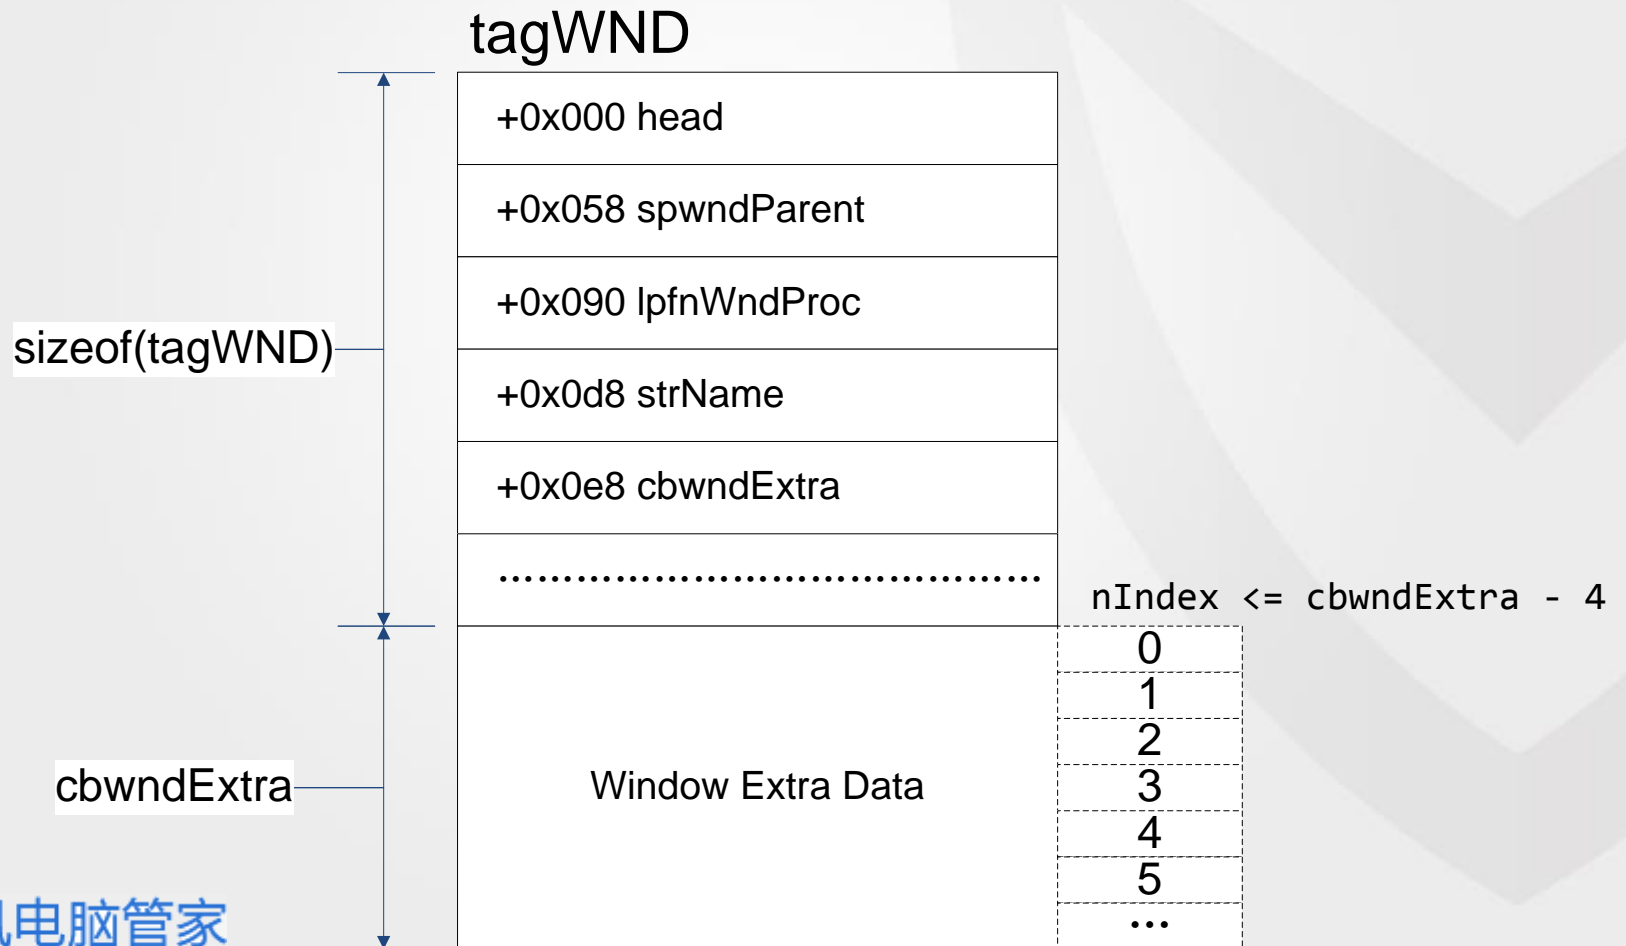 tagWND
+0x000 head
+0x058 spwndParent
+0x090 lpfnWndProc
sizeof(tagWND)
+0x0d8 strName
+0x0e8 cbwndExtra
..........................................
nIndex <= cbwndExtra - 4
0
1
2
3
4
5
...
cbwndExtra
Window Extra Data
电脑管家